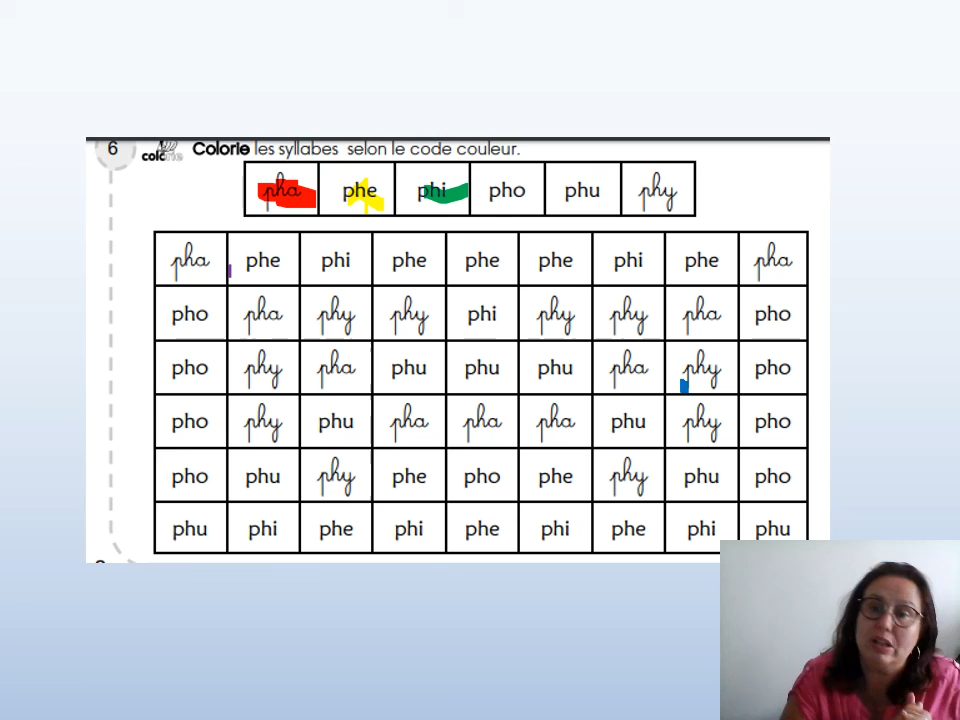 6 colorie Colorie les syllabes selon le code couleur.
pha phe phi pho phu phy
pha phe phi phe phe phe phi phe pha
pho pha phy phy phi phy phy pha pho
pho phy pha phu phu phu pha phy pho
pho phy phu pha pha pha phu phy pho
pho phu phy phe pho phe phy phu pho
phu phi phe phi phe phi phe phi phu